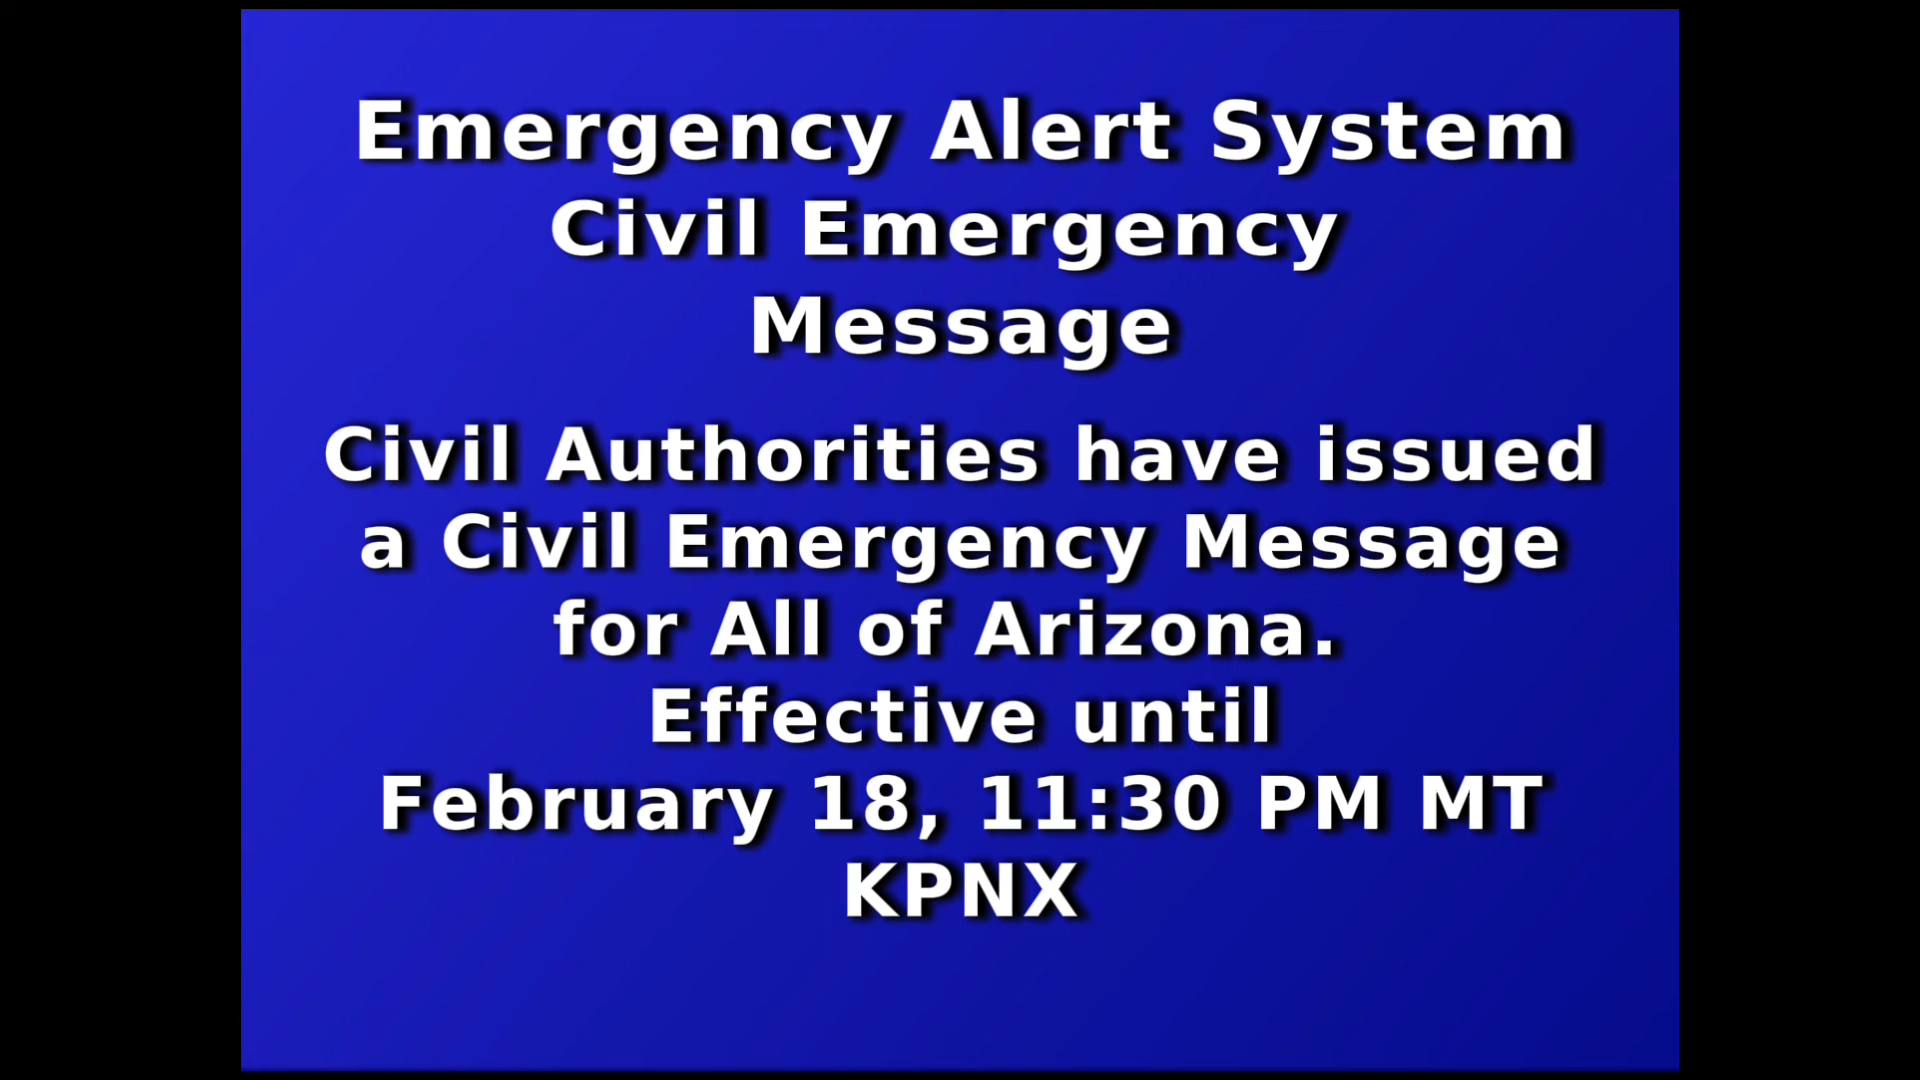 Emergency Alert System
Civil Emergency
Message
Civil Authorities have issued
a Civil Emergency Message
for All of Arizona.
Effective until
February 18, 11:30 PM MT
KPNX